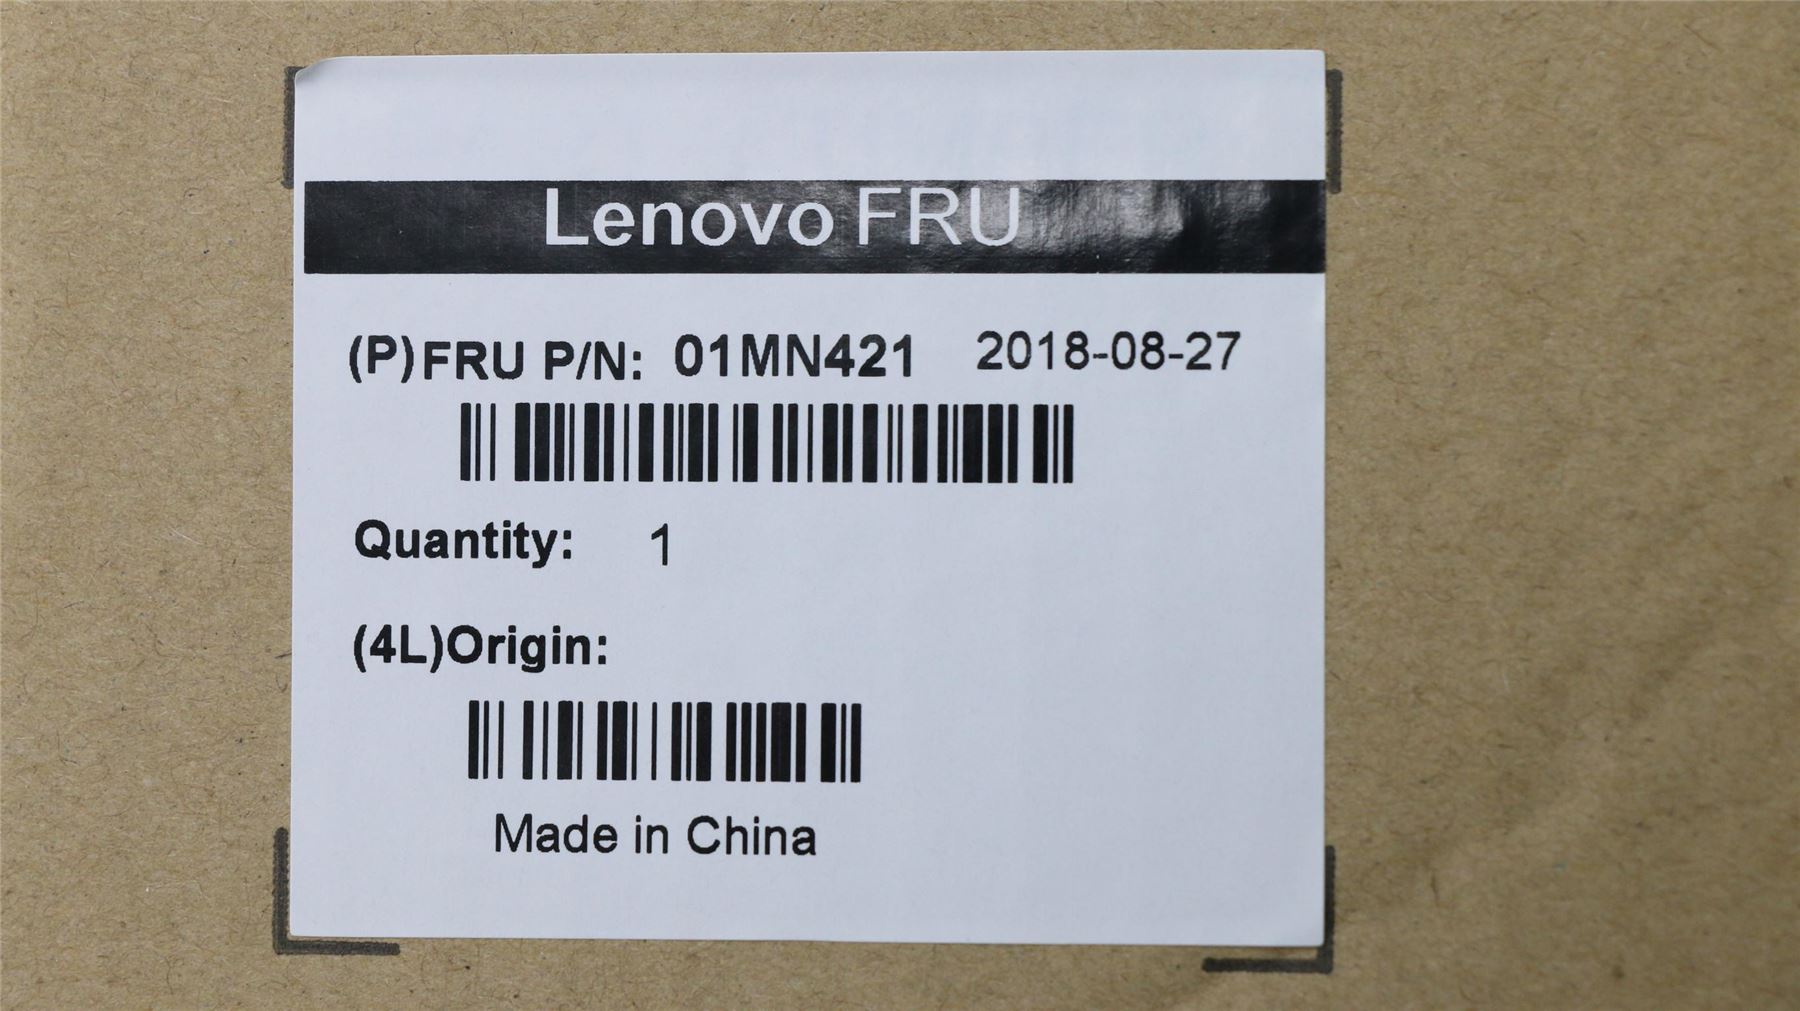 Lenovo FRU
(P)FRU P/N: 01MN421 2018-08-27
Quantity: 1
(4L)Origin:
Made in China